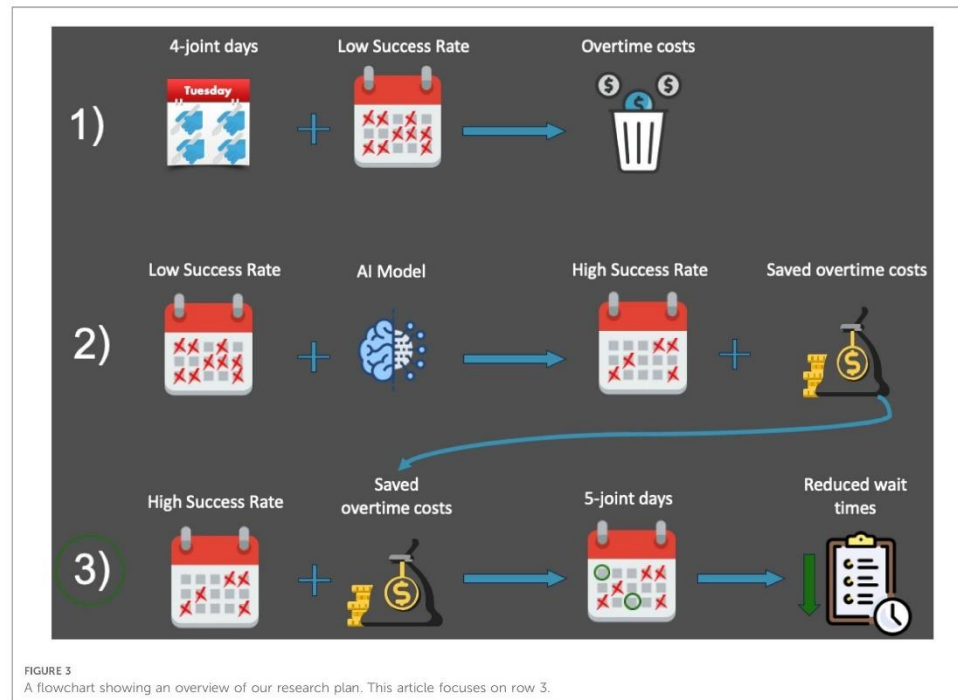 4-joint days
Low Success Rate
Overtime costs
1)
Tuesday
$ $ $
Low Success Rate
AI Model
High Success Rate
Saved overtime costs
2)
$
High Success Rate
Saved
overtime costs
5-joint days
Reduced wait
times
3)
$
FIGURE 3
A flowchart showing an overview of our research plan. This article focuses on row 3.